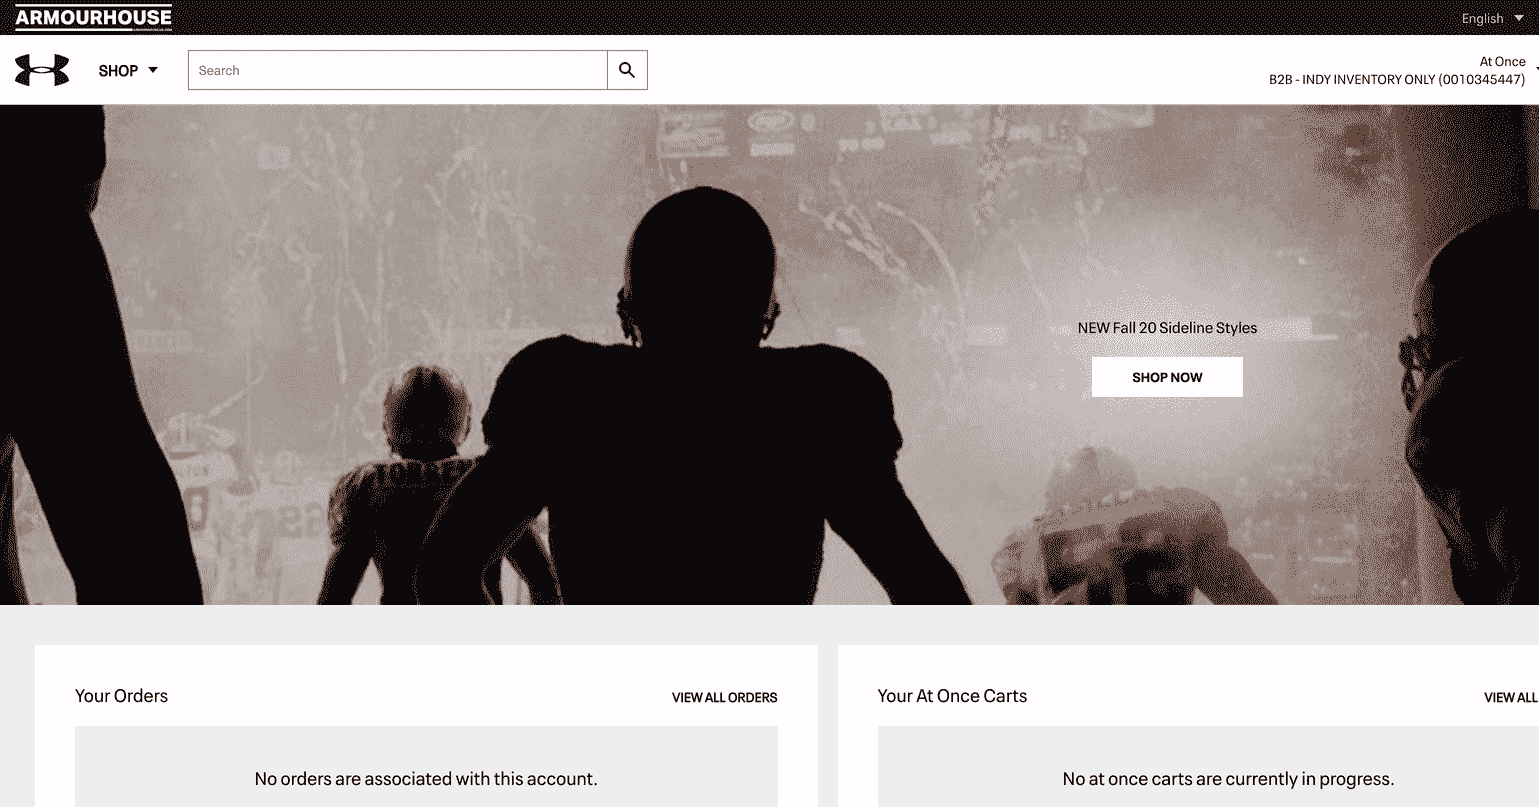 ARMOURHOUSE
English
SHOP
Search
At Once
B2B - INDY INVENTORY ONLY (0010345447)
NEW Fall 20 Sideline Styles
SHOP NOW
Your Orders
VIEW ALL ORDERS
No orders are associated with this account.
Your At Once Carts
VIEW ALL
No at once carts are currently in progress.